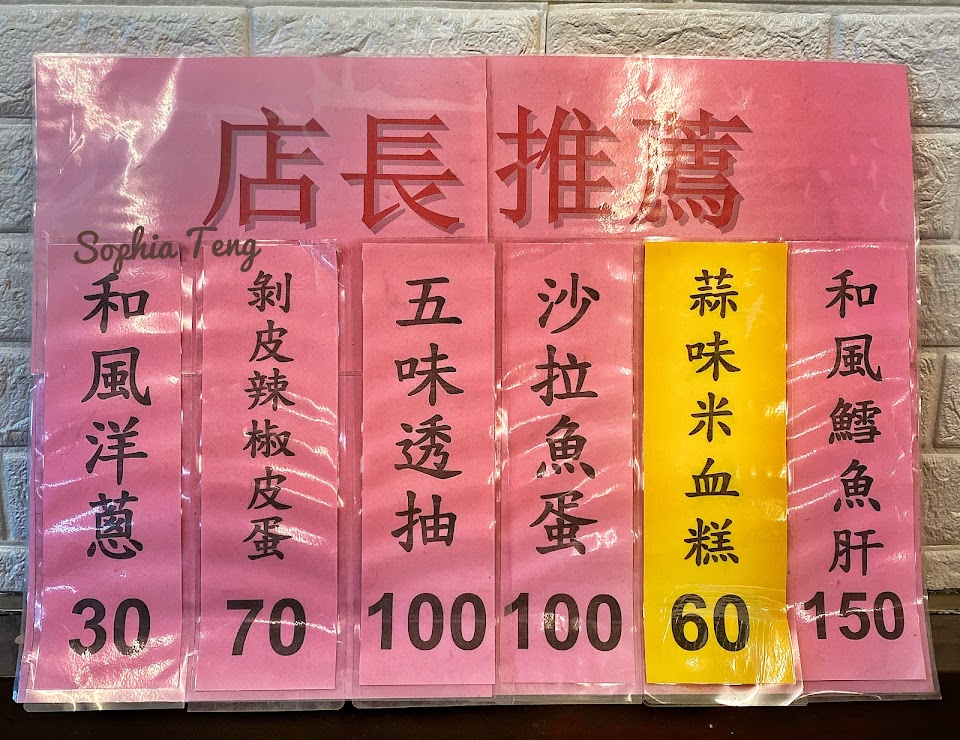 店長推薦
Sophia Teng
和風鱈魚肝
150
蒜味米血糕
60
沙拉魚蛋
100
五味透抽
100
剝皮辣椒皮蛋
70
和風洋蔥
30